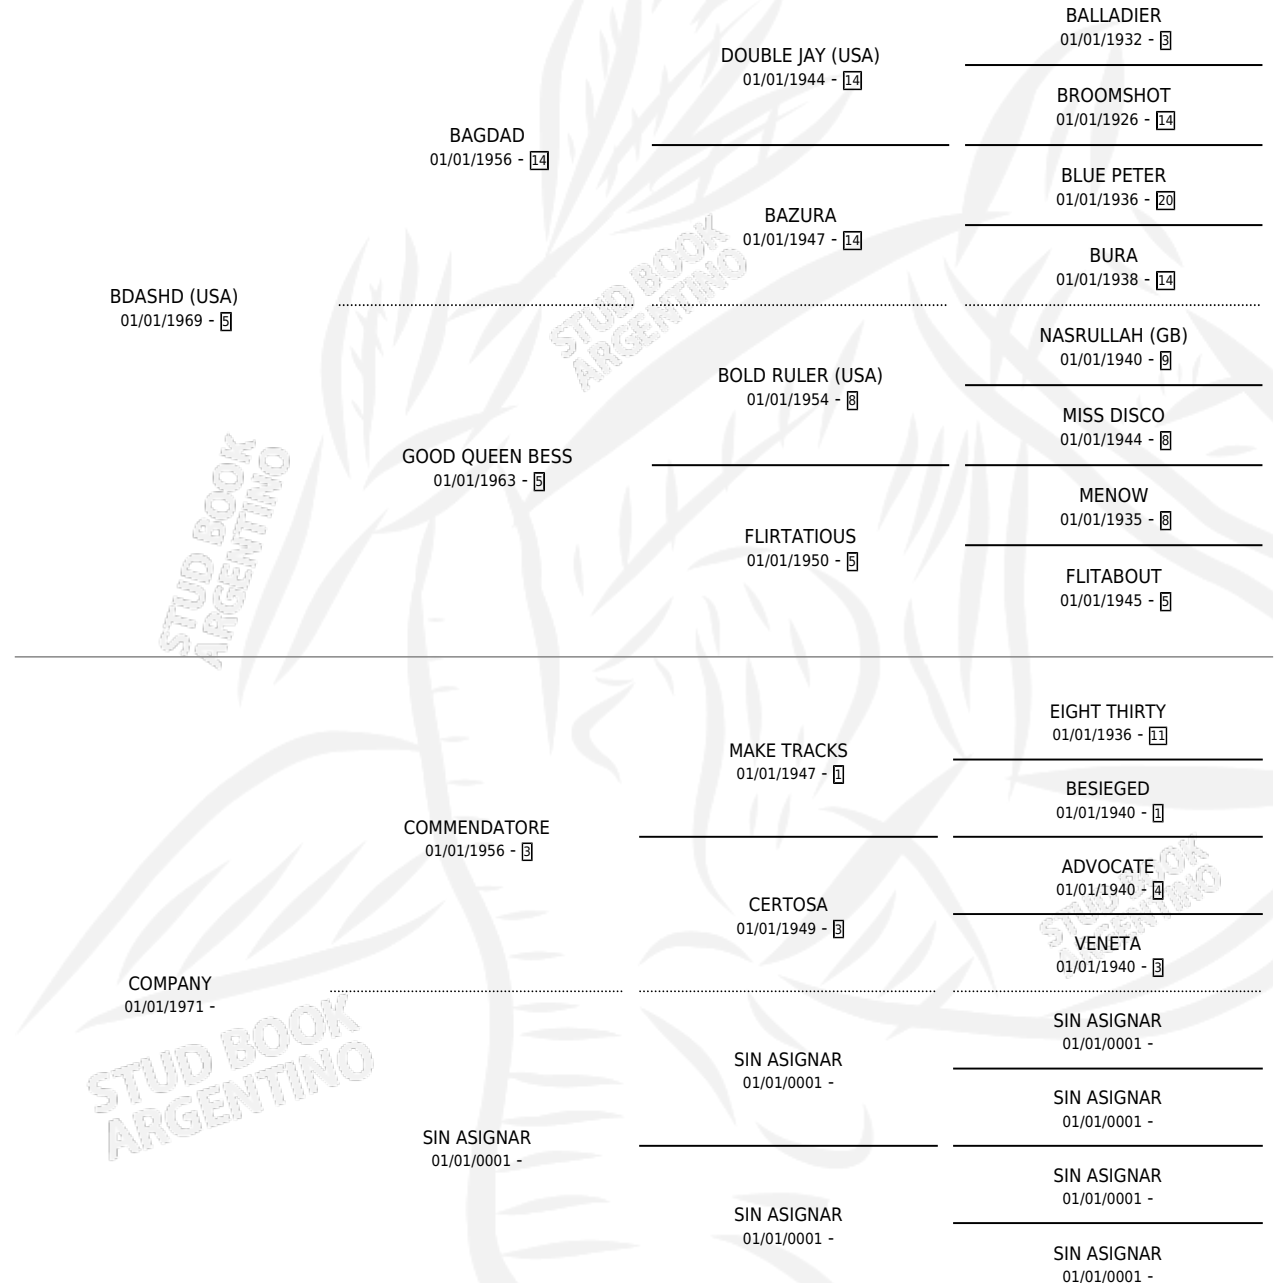 BALLADIER
01/01/1932 - 3
DOUBLE JAY (USA)
01/01/1944 - 14
BROOMSHOT
01/01/1926 - 14
BAGDAD
01/01/1956 - 14
BLUE PETER
01/01/1936 - 20
BAZURA
01/01/1947 - 14
BURA
01/01/1938 - 14
BDASHD (USA)
01/01/1969 - 5
NASRULLAH (GB)
01/01/1940 - 9
BOLD RULER (USA)
01/01/1954 - 8
MISS DISCO
01/01/1944 - 8
GOOD QUEEN BESS
01/01/1963 - 5
MENOW
01/01/1935 - 8
FLIRTATIOUS
01/01/1950 - 5
FLITABOUT
01/01/1945 - 5
EIGHT THIRTY
01/01/1936 - 11
MAKE TRACKS
01/01/1947 - 1
BESIEGED
01/01/1940 - 1
COMMENDATORE
01/01/1956 - 3
ADVOCATE
01/01/1940 - 4
CERTOSA
01/01/1949 - 3
VENETA
01/01/1940 - 3
COMPANY
01/01/1971 -
SIN ASIGNAR
01/01/0001 -
SIN ASIGNAR
01/01/0001 -
SIN ASIGNAR
01/01/0001 -
SIN ASIGNAR
01/01/0001 -
SIN ASIGNAR
01/01/0001 -
SIN ASIGNAR
01/01/0001 -
SIN ASIGNAR
01/01/0001 -
STUD BOOK
ARGENTINO
STUD BOOK
ARGENTINO
STUD BOOK
ARGENTINO
STUD BOOK
ARGENTINO